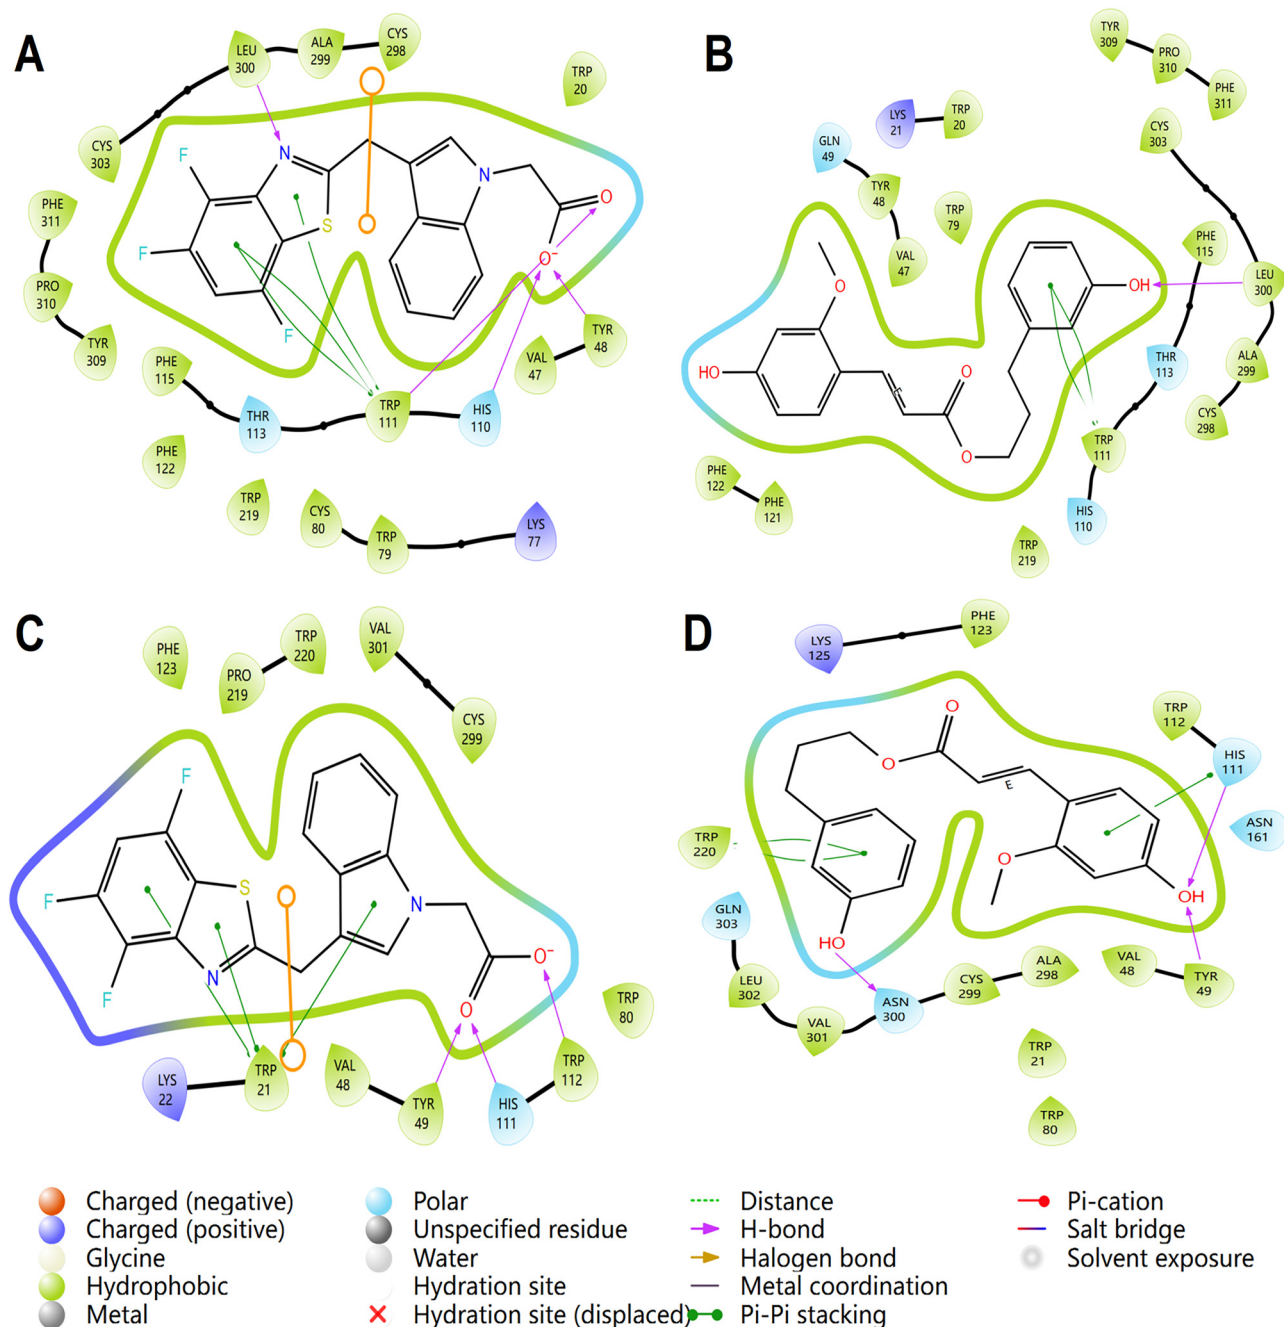 A
LEU
300
ALA
299
CYS
298
TRP
20
CYS
303
F
N
N
O
PHE
311
F
S
O⁻
PRO
310
F
TYR
309
TYR
48
VAL
47
PHE
115
THR
113
TRP
111
HIS
110
PHE
122
TRP
219
CYS
80
TRP
79
LYS
77
B
TYR
309
PRO
310
PHE
311
LYS
21
TRP
20
CYS
303
GLN
49
TYR
48
TRP
79
VAL
47
PHE
115
LEU
300
O
OH
HO
E
O
O
THR
113
ALA
299
CYS
298
TRP
111
PHE
122
PHE
121
HIS
110
TRP
219
C
PHE
123
PRO
219
TRP
220
VAL
301
CYS
299
F
F
S
N
N
F
O⁻
O
TRP
80
LYS
22
TRP
21
VAL
48
TYR
49
HIS
111
TRP
112
D
LYS
125
PHE
123
TRP
112
HIS
111
O
O
E
ASN
161
TRP
220
O
OH
GLN
303
HO
LEU
302
VAL
301
ASN
300
CYS
299
ALA
298
VAL
48
TYR
49
TRP
21
TRP
80
Charged (negative)
Charged (positive)
Glycine
Hydrophobic
Metal
Polar
Unspecified residue
Water
Hydration site
Hydration site (displaced)
Distance
H-bond
Halogen bond
Metal coordination
Pi-Pi stacking
Pi-cation
Salt bridge
Solvent exposure